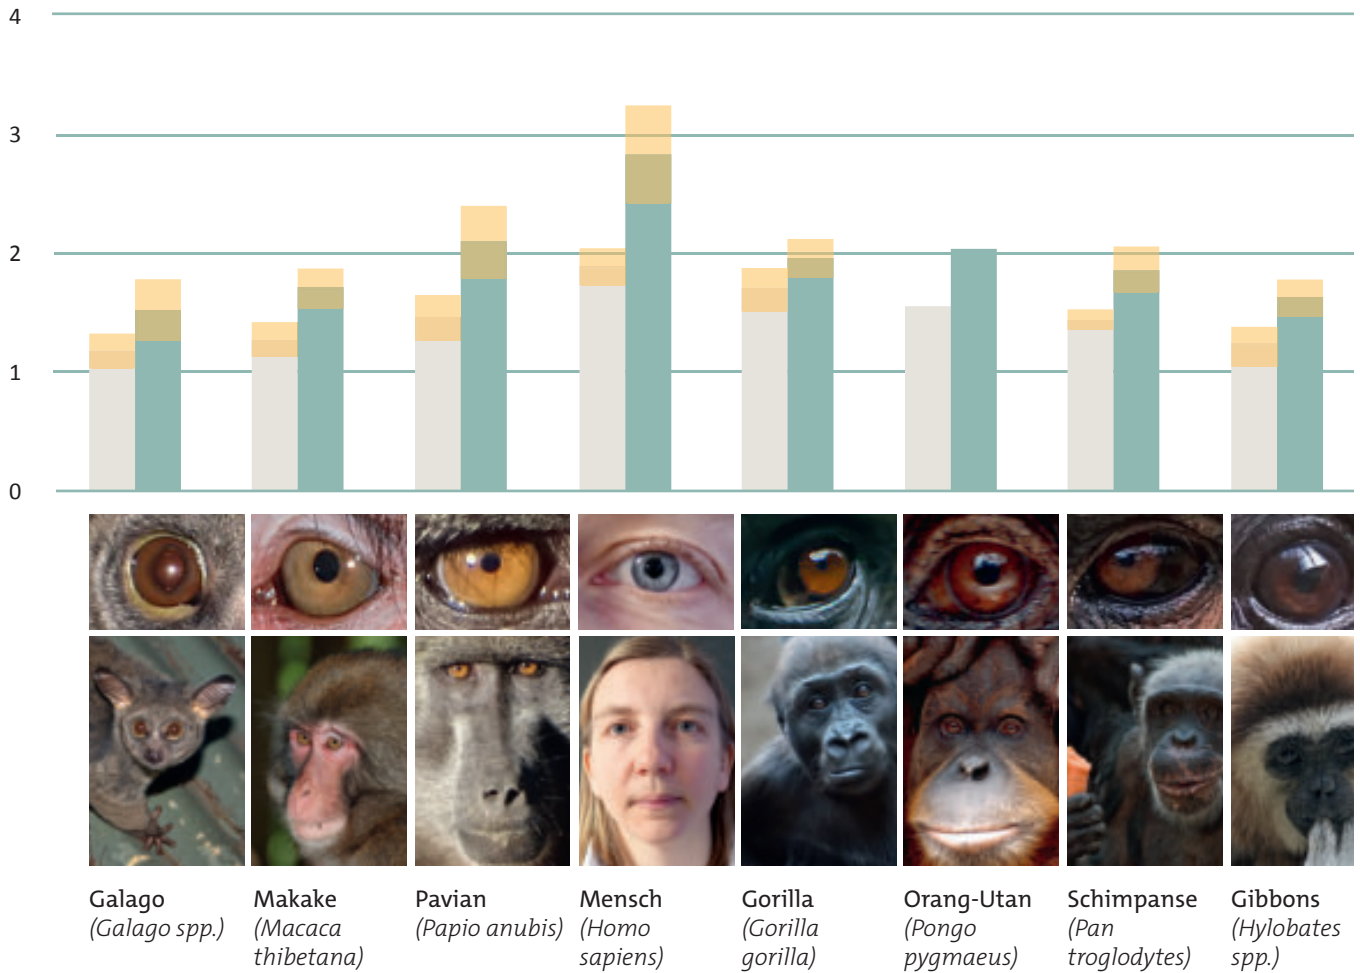 4
3
2
1
0
Galago
(Galago spp.)
Makake
(Macaca
thibetana)
Pavian
(Papio anubis)
Mensch
(Homo
sapiens)
Gorilla
(Gorilla
gorilla)
Orang-Utan
(Pongo
pygmaeus)
Schimpanse
(Pan
troglodytes)
Gibbons
(Hylobates
spp.)